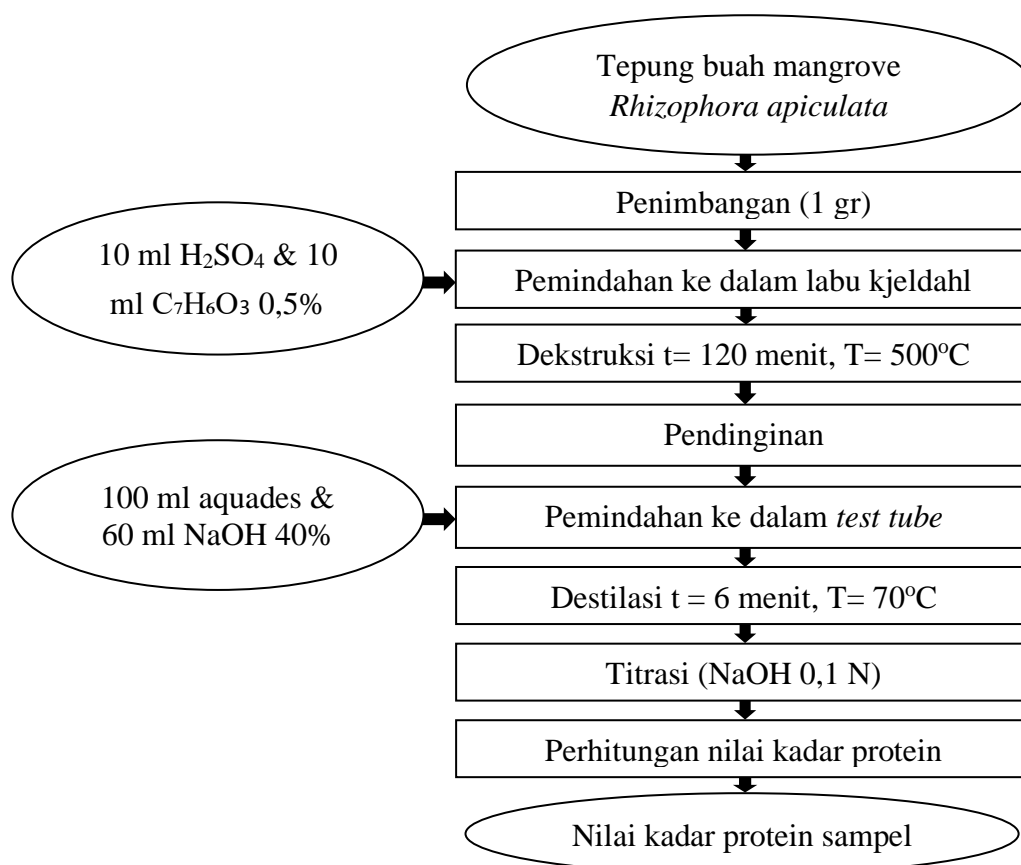 Tepung buah mangrove
Rhizophora apiculata
Penimbangan (1 gr)
10 ml H₂SO₄ & 10
ml C₇H₆O₃ 0,5%
Pemindahan ke dalam labu kjeldahl
Dekstruksi t= 120 menit, T= 500ºC
Pendinginan
100 ml aquades &
60 ml NaOH 40%
Pemindahan ke dalam test tube
Destilasi t = 6 menit, T= 70ºC
Titrasi (NaOH 0,1 N)
Perhitungan nilai kadar protein
Nilai kadar protein sampel